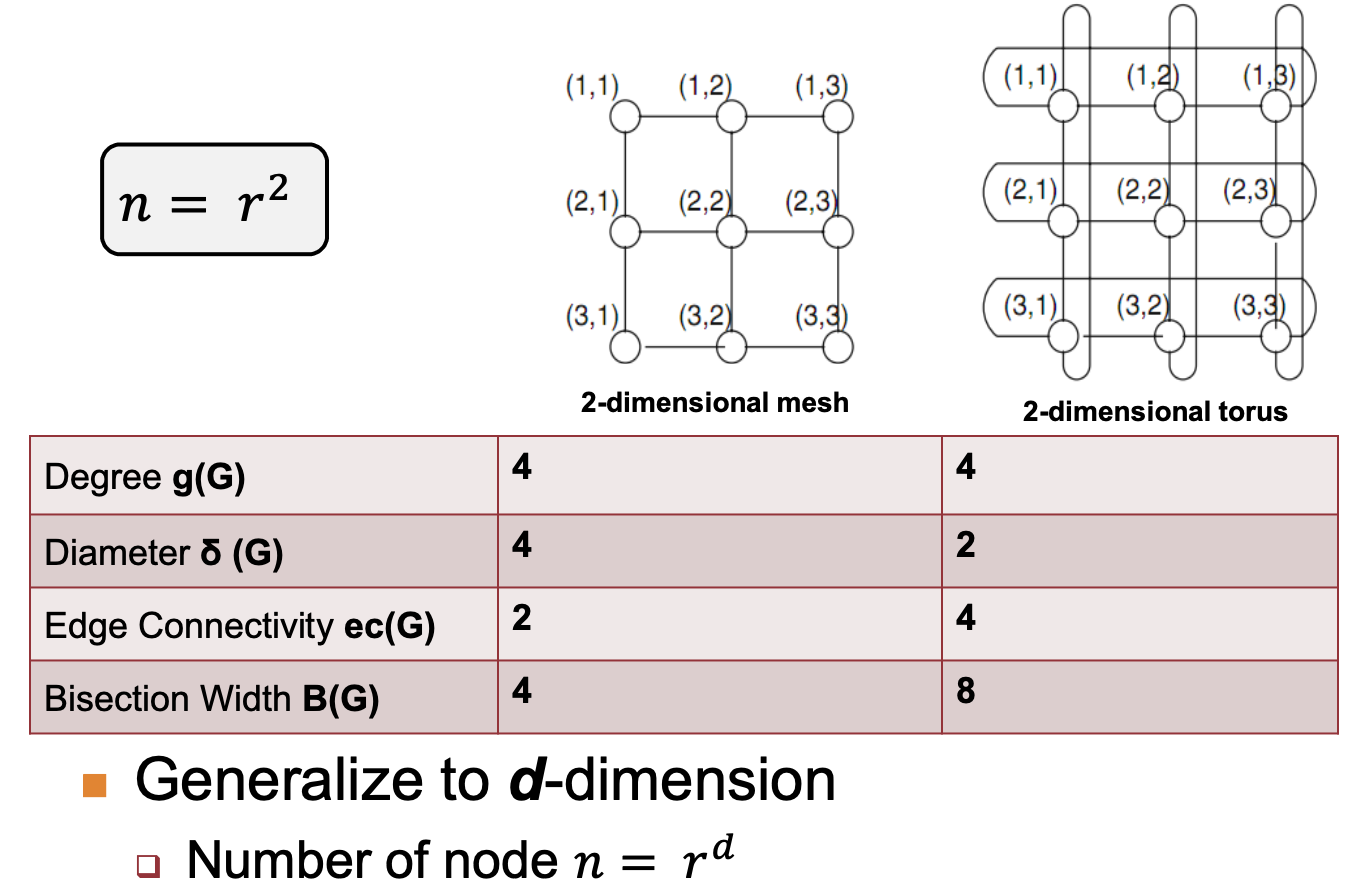 n = r²
(1,1) (1,2) (1,3)
(2,1) (2,2) (2,3)
(3,1) (3,2) (3,3)
2-dimensional mesh
(1,1) (1,2) (1,3)
(2,1) (2,2) (2,3)
(3,1) (3,2) (3,3)
2-dimensional torus
Degree g(G) 4 4
Diameter δ (G) 4 2
Edge Connectivity ec(G) 2 4
Bisection Width B(G) 4 8
Generalize to d-dimension
Number of node n = r^d